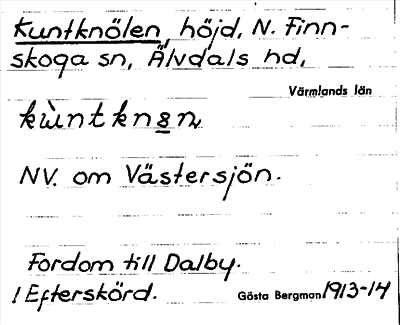 Kuntknölen, höjd, N. Finn-
skoga sn, Älvdals hd,
Värmlands län
kùntknꞚn
NV. om Västersjön.
Fordom till Dalby.
! Efterskörd. Gösta Bergman 1913-14